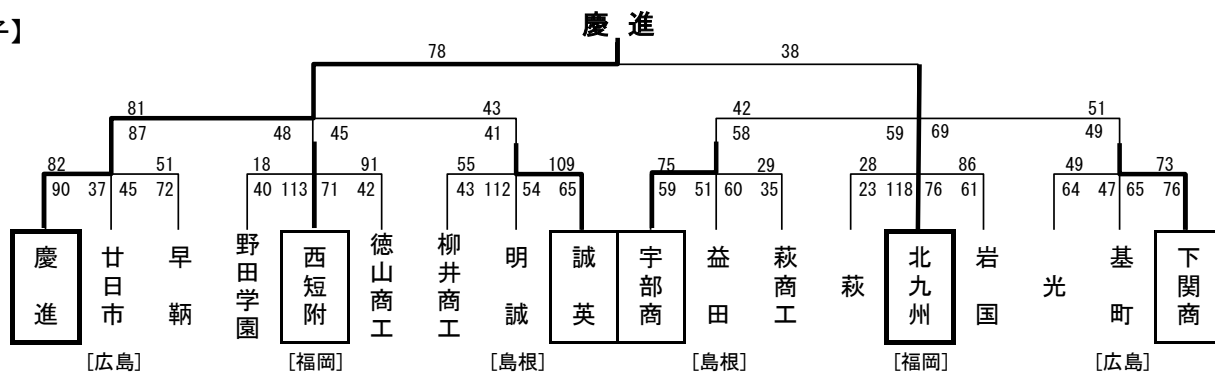 子】
慶 進
78 38
81 43 42 51
87 48 45 41 58 59 69 49
82 51 18 91 55 109 75 29 28 86 49 73
90 37 45 72 40 113 71 42 43 112 54 65 59 51 60 35 23 118 76 61 64 47 65 76
慶進
廿日市
早鞆
野田学園
西短附
徳山商工
柳井商工
明誠
誠英
宇部商
益田
萩商工
萩
北九州
岩国
光
基町
下関商
[広島] [福岡] [島根] [島根] [福岡] [広島]